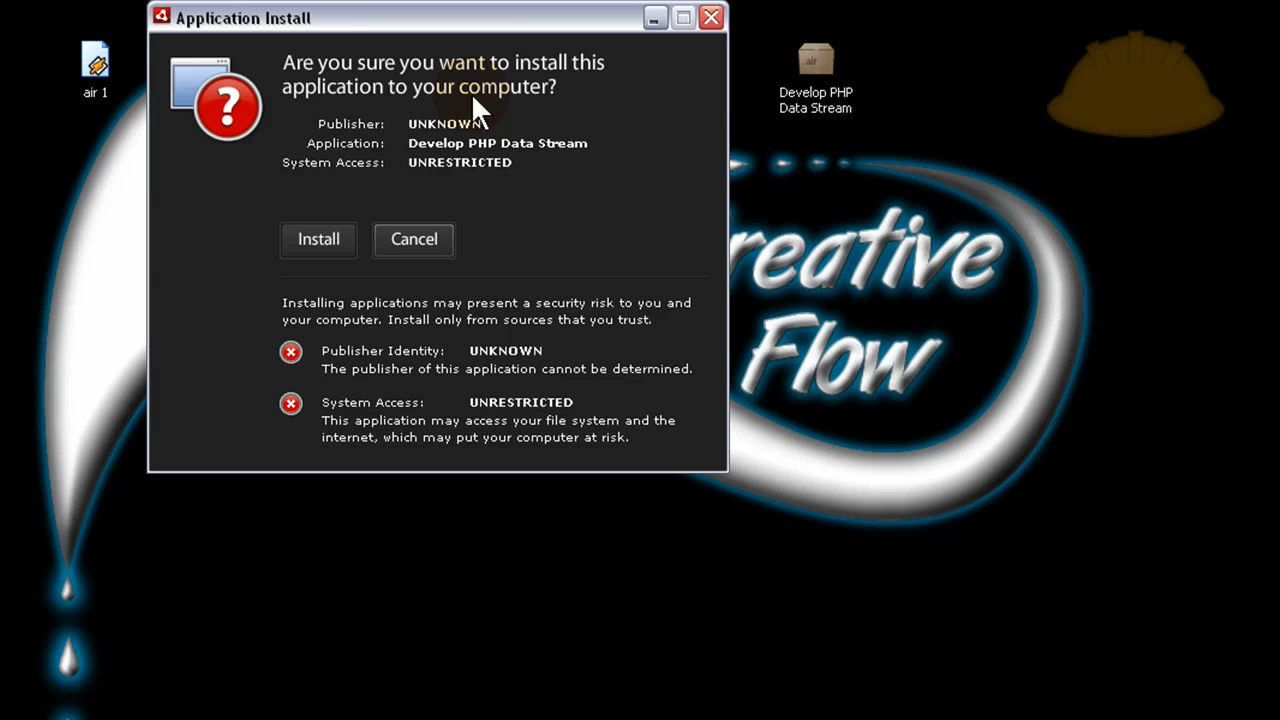 Application Install
Are you sure you want to install this
application to your computer?
Publisher: UNKNOWN
Application: Develop PHP Data Stream
System Access: UNRESTRICTED
Install
Cancel
Installing applications may present a security risk to you and
your computer. Install only from sources that you trust.
Publisher Identity: UNKNOWN
The publisher of this application cannot be determined.
System Access: UNRESTRICTED
This application may access your file system and the
internet, which may put your computer at risk.
air 1
.air
Develop PHP
Data Stream
reative
Flow